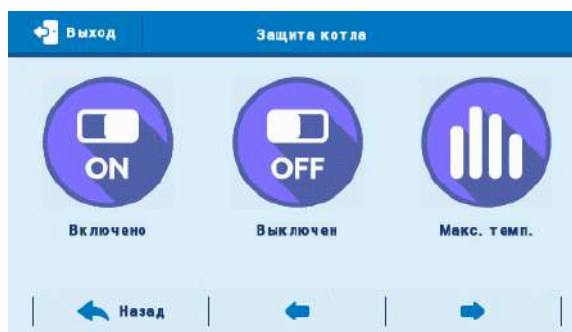 Выход
Защита котла
ON
OFF
Включено
Выключен
Макс. темп.
Назад